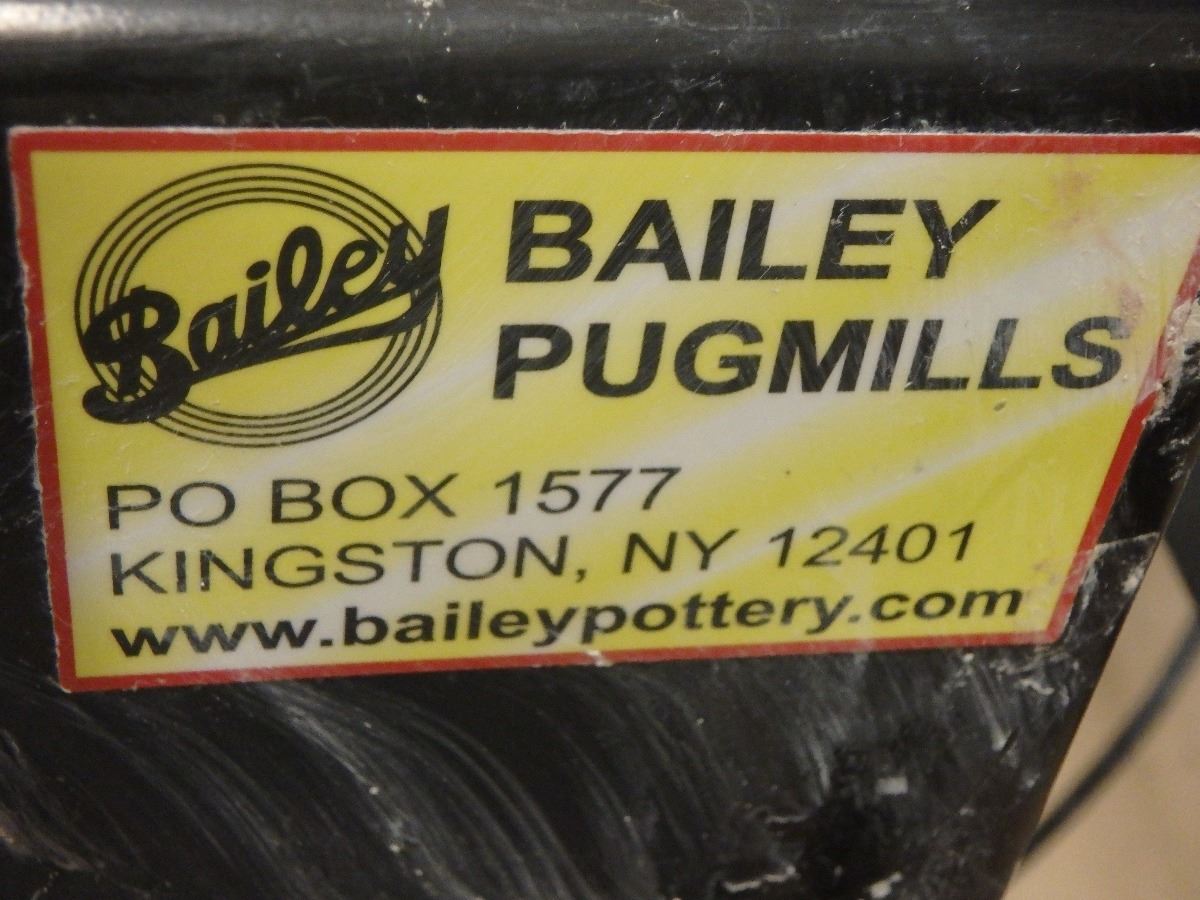 Bailey
BAILEY
PUGMILLS
PO BOX 1577
KINGSTON, NY 12401
www.baileypottery.com